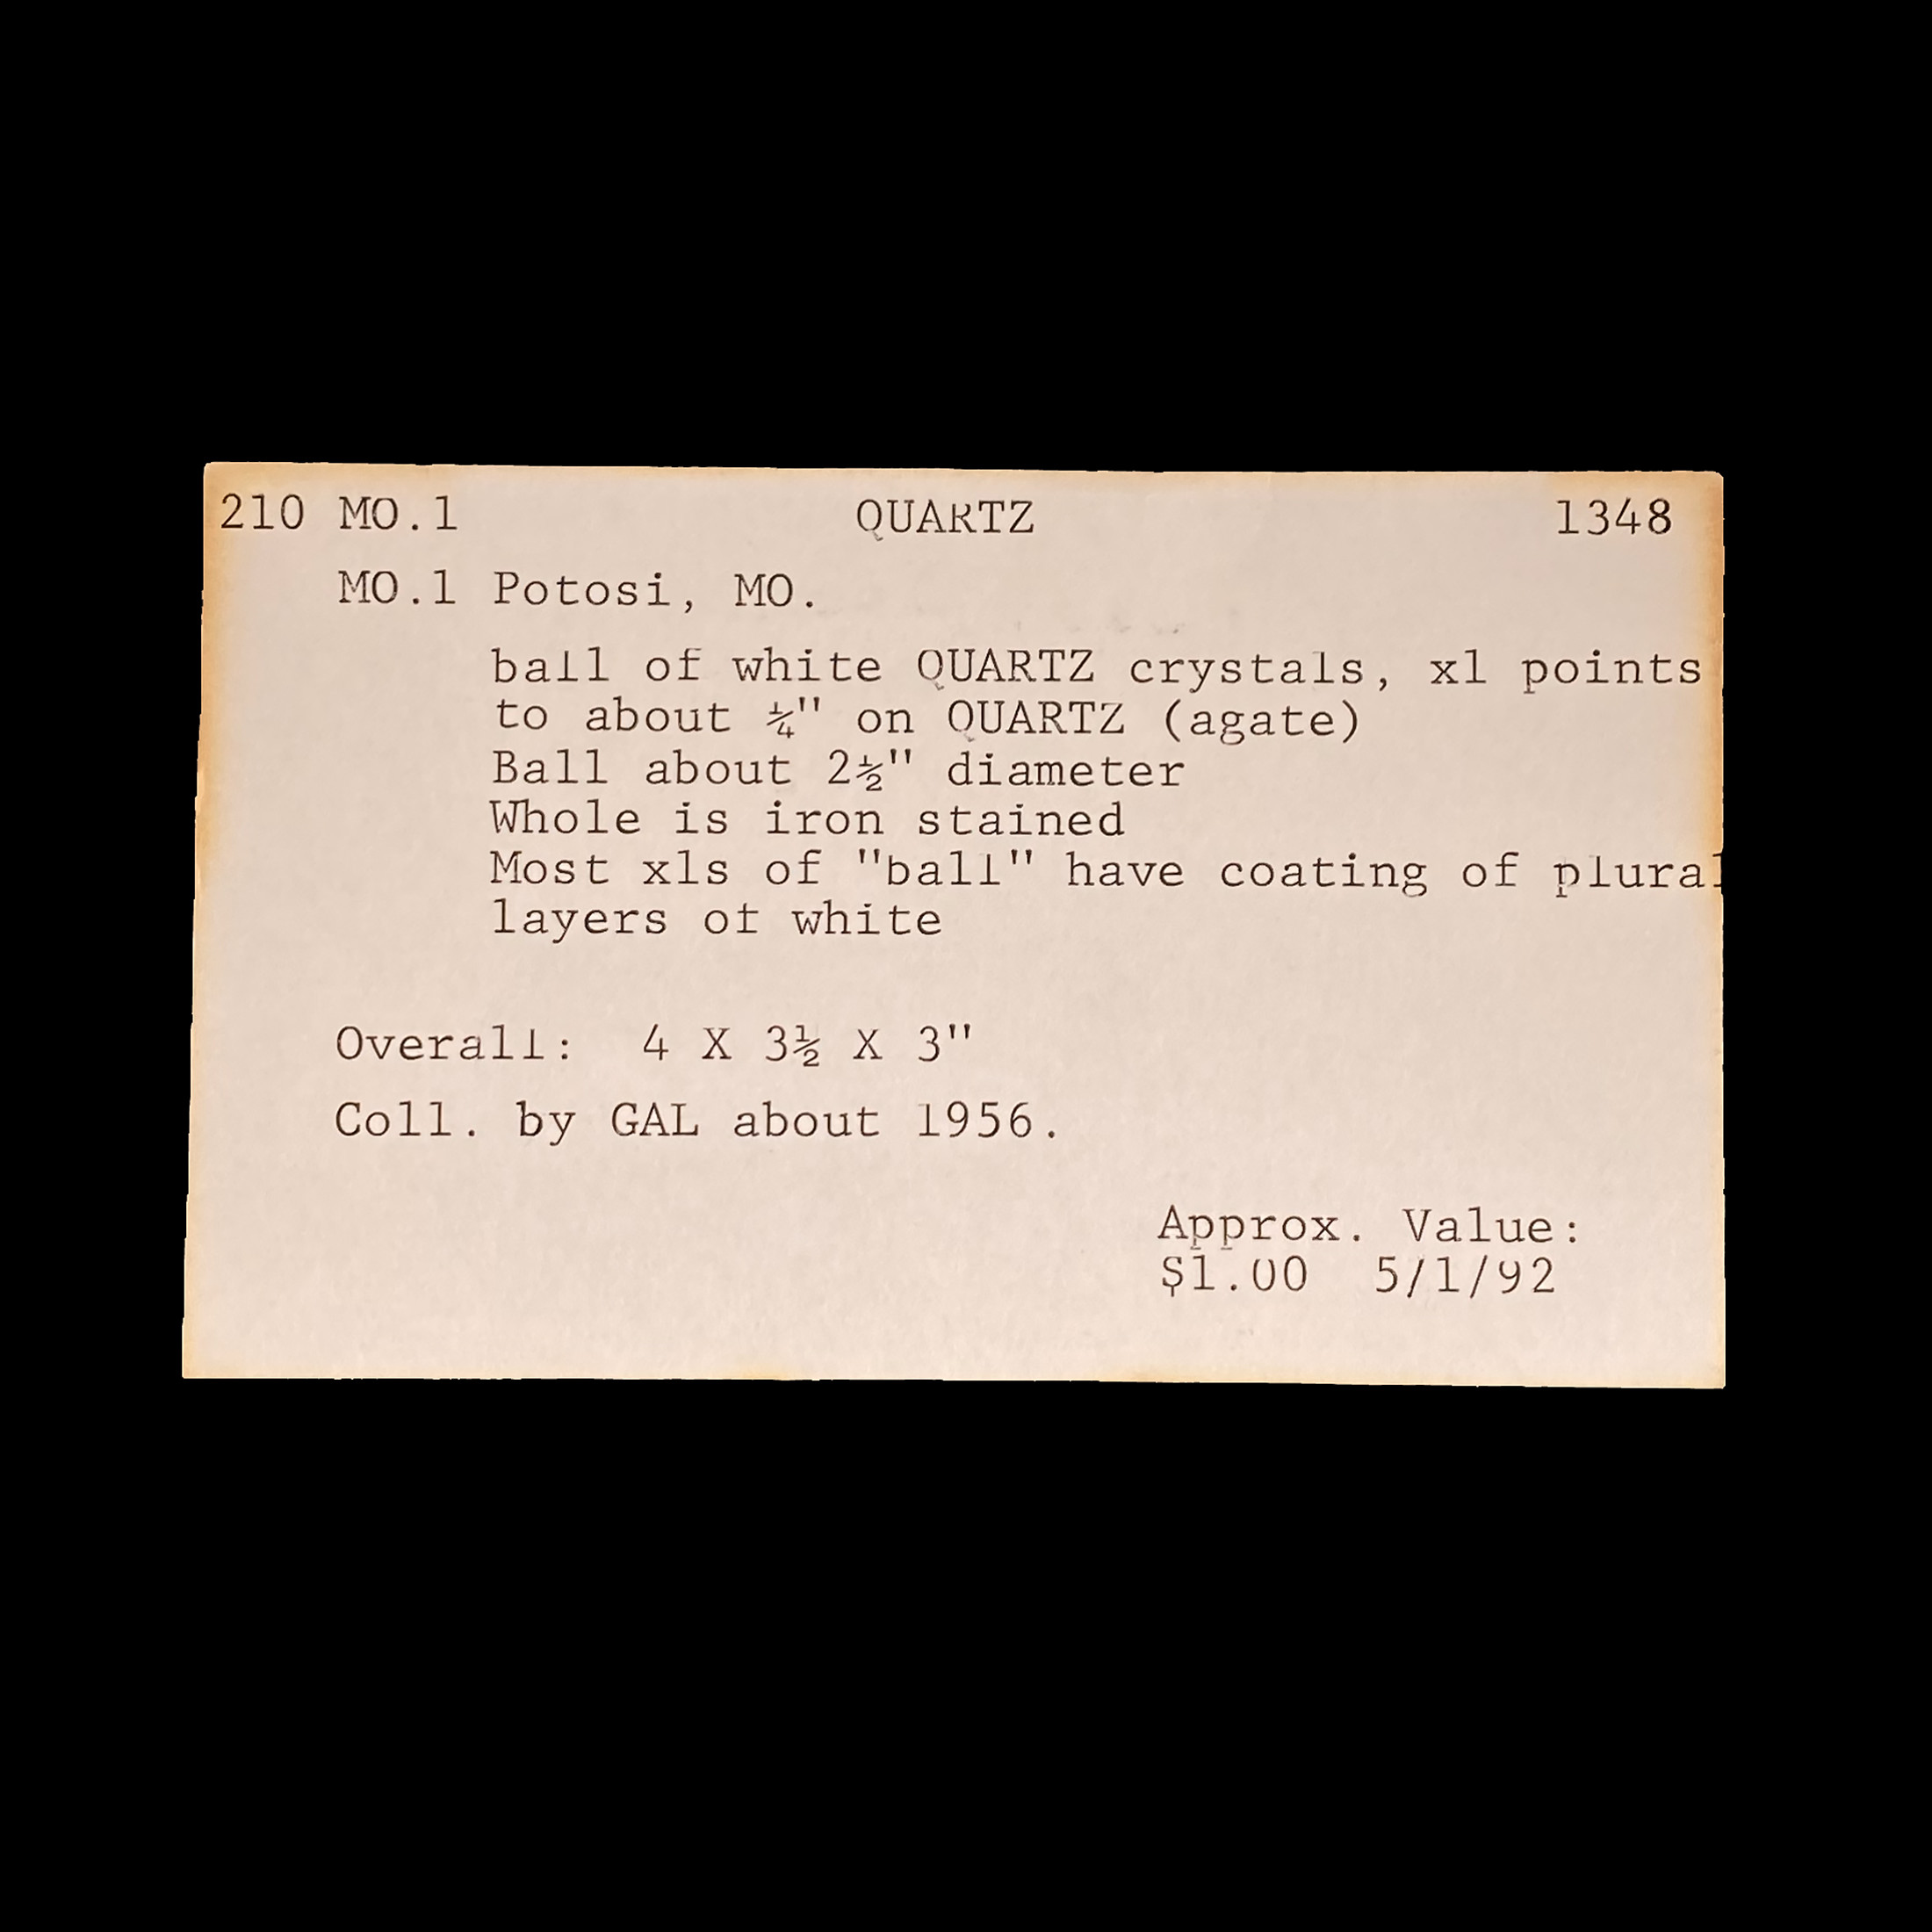 210 MO.1 QUARTZ 1348
MO.1 Potosi, MO.
ball of white QUARTZ crystals, xl points
to about ¼" on QUARTZ (agate)
Ball about 2½" diameter
Whole is iron stained
Most xls of "ball" have coating of plural
layers of white
Overall: 4 X 3½ X 3"
Coll. by GAL about 1956.
Approx. Value:
$1.00 5/1/92